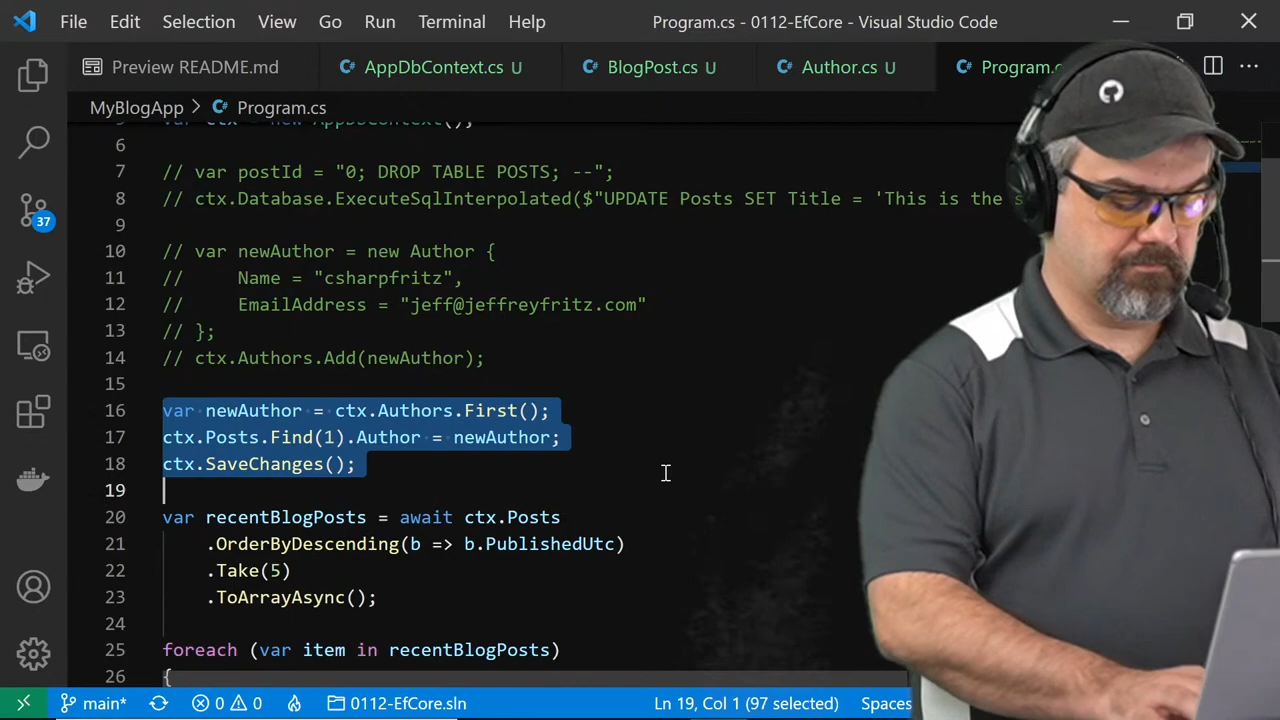 File Edit Selection View Go Run Terminal Help Program.cs - 0112-EfCore - Visual Studio Code
Preview README.md C# AppDbContext.cs U C# BlogPost.cs U C# Author.cs U C# Program.c
MyBlogApp > C# Program.cs
var ctx = new AppDbContext();
6
7 // var postId = "0; DROP TABLE POSTS; --";
8 // ctx.Database.ExecuteSqlInterpolated($"UPDATE Posts SET Title = 'This is the s
9
10 // var newAuthor = new Author {
11 // Name = "csharpfritz",
12 // EmailAddress = "jeff@jeffreyfritz.com"
13 // };
14 // ctx.Authors.Add(newAuthor);
15
16 var newAuthor = ctx.Authors.First();
17 ctx.Posts.Find(1).Author = newAuthor;
18 ctx.SaveChanges();
37
19
20 var recentBlogPosts = await ctx.Posts
21 .OrderByDescending(b => b.PublishedUtc)
22 .Take(5)
23 .ToArrayAsync();
24
25 foreach (var item in recentBlogPosts)
26 {
main* 0 0 0112-EfCore.sln Ln 19, Col 1 (97 selected) Spaces